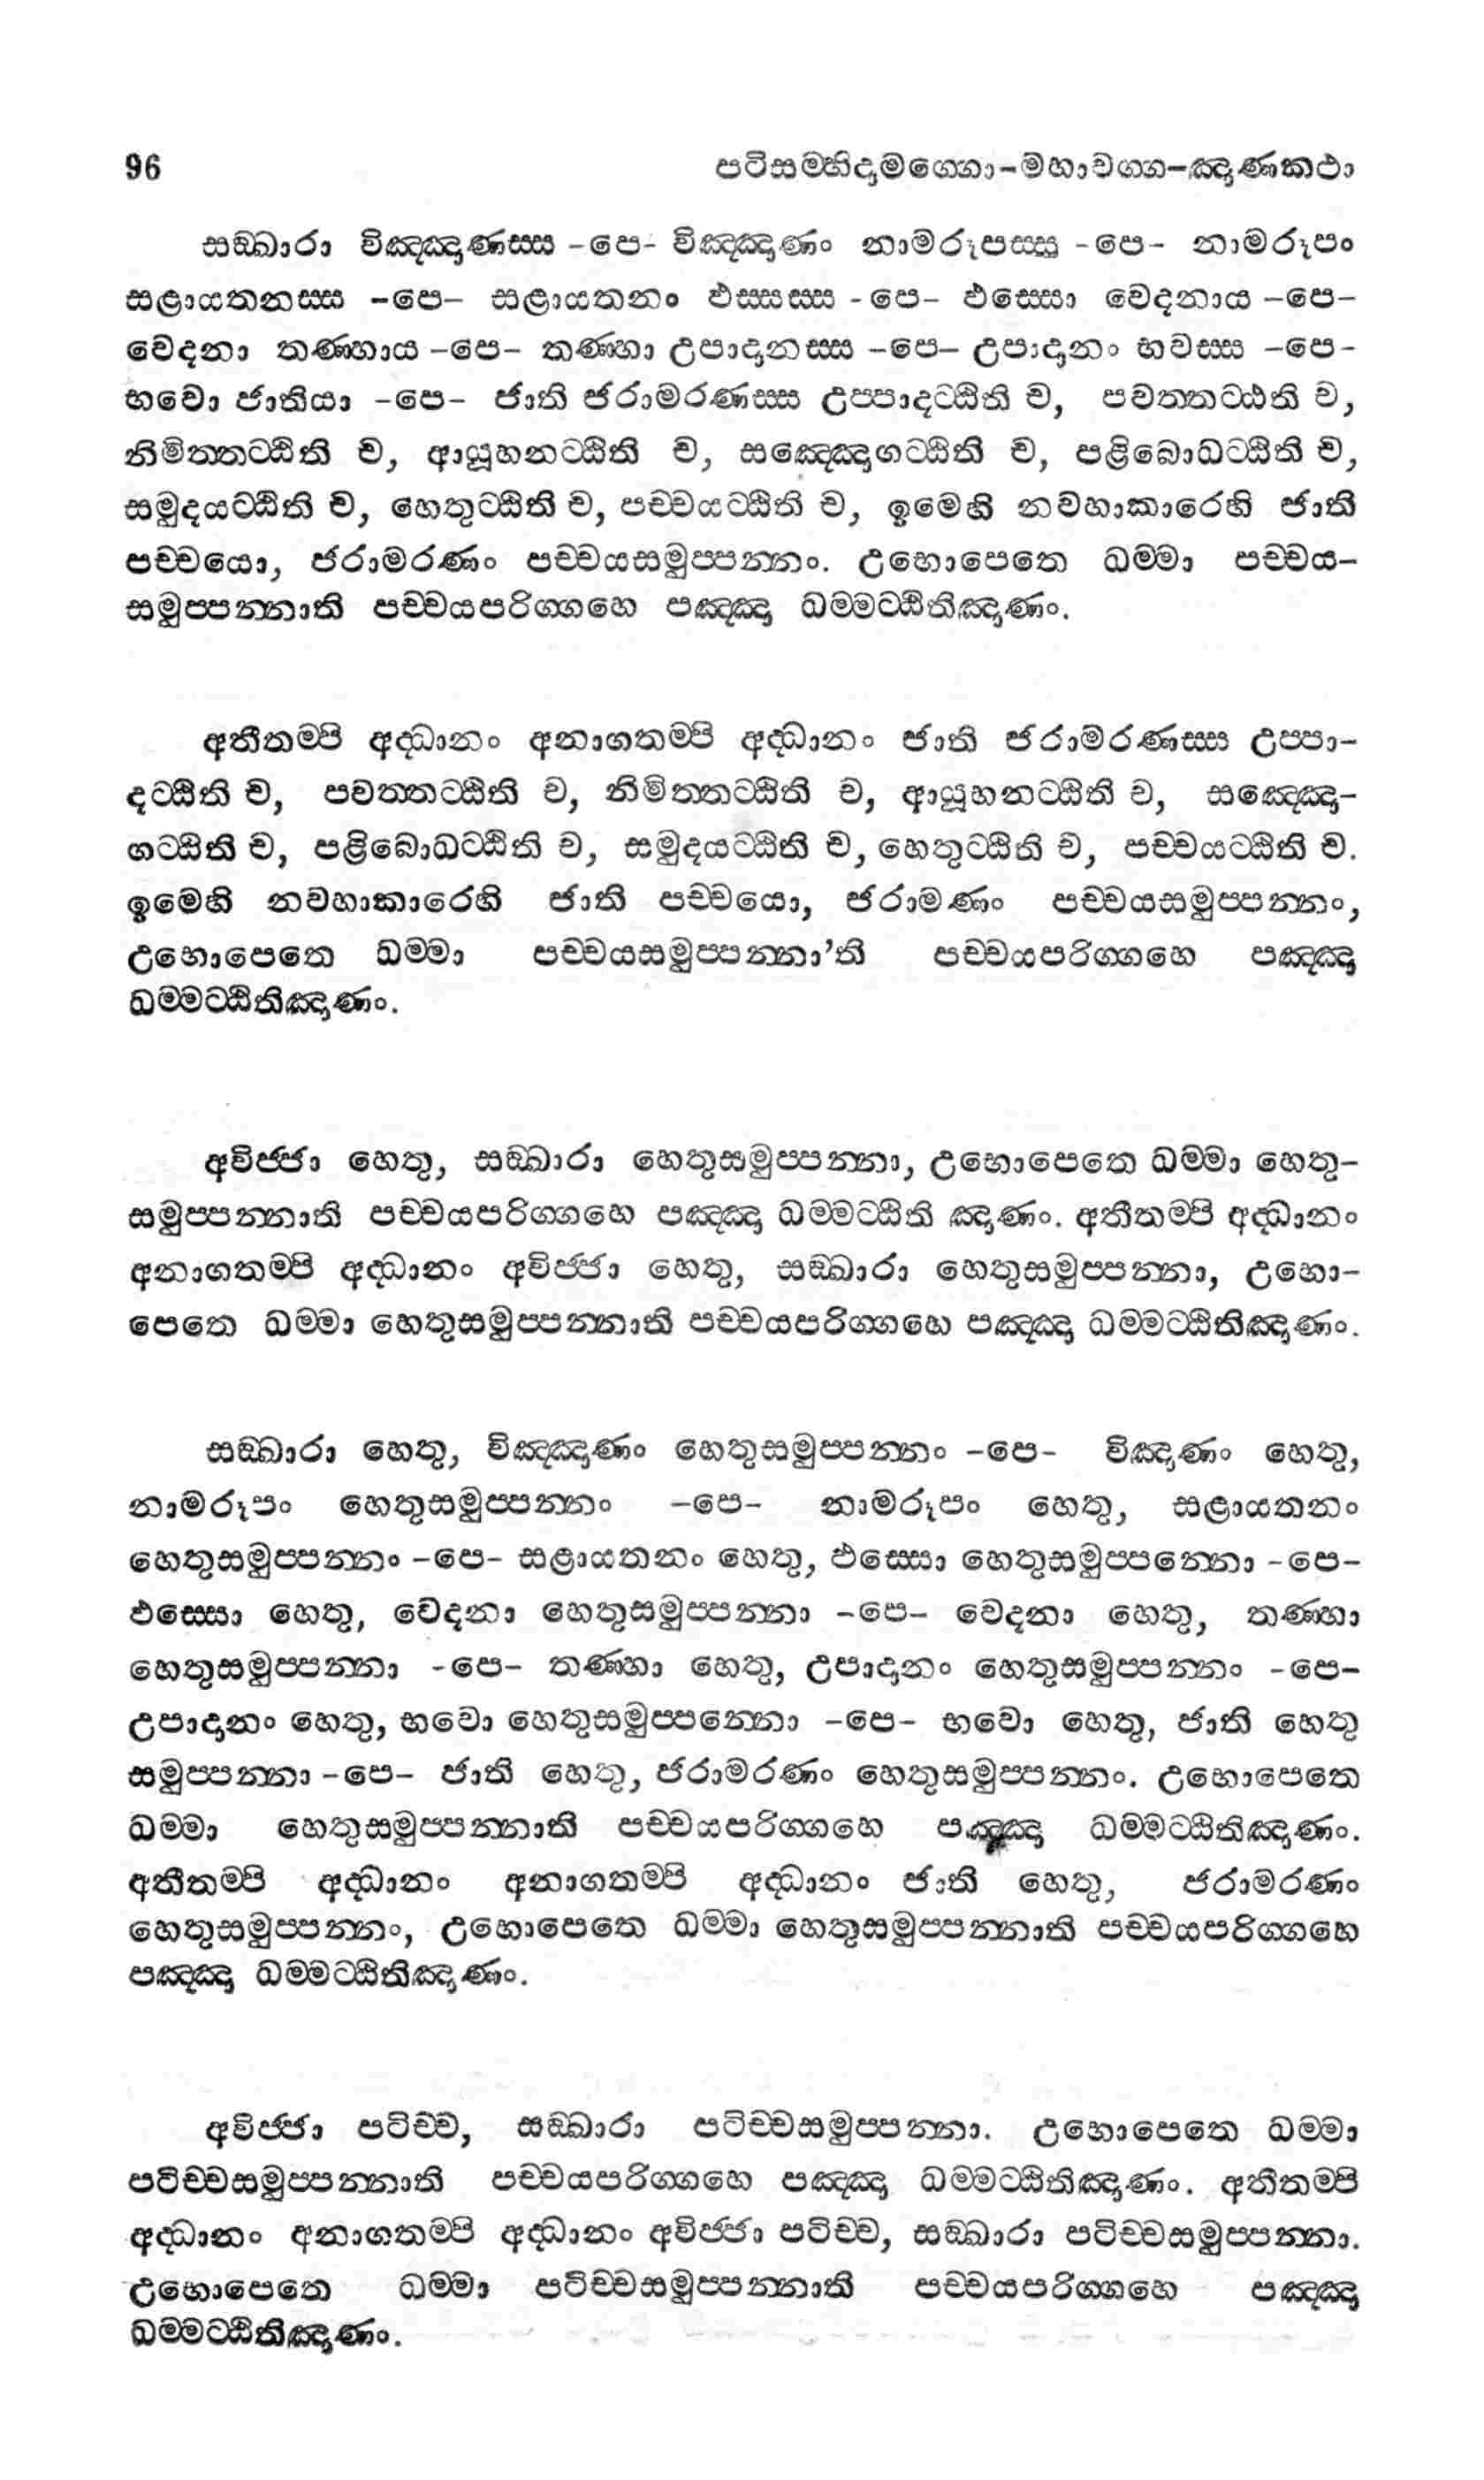 96 පටිසම්භිදාමග්ගො-මහාවග්ග-ඤාණකථා
සඞ්ඛාරා විඤ්ඤාණස්ස -පෙ- විඤ්ඤාණං නාමරූපස්ස -පෙ- නාමරූපං
සළායතනස්ස -පෙ- සළායතනං ඵස්සස්ස -පෙ- ඵස්සො වෙදනාය -පෙ-
වෙදනා තණ්හාය -පෙ- තණ්හා උපාදානස්ස -පෙ- උපාදානං භවස්ස -පෙ-
භවො ජාතියා -පෙ- ජාති ජරාමරණස්ස උප්පාදට්ඨිති ච, පවත්තට්ඨති ච,
නිමිත්තට්ඨිති ච, ආයූහනට්ඨිති ච, සඤ්ඤොගට්ඨිති ච, පළිබොධට්ඨිති ච,
සමුදයට්ඨිති ච, හෙතුට්ඨිති ච, පච්චයට්ඨිති ච, ඉමෙහි නවහාකාරෙහි ජාති
පච්චයො, ජරාමරණං පච්චයසමුප්පන්නං. උභොපෙතෙ ධම්මා පච්චය-
සමුප්පන්නාති පච්චයපරිග්ගහෙ පඤ්ඤා ධම්මට්ඨිතිඤාණං.
අතීතම්පි අද්ධානං අනාගතම්පි අද්ධානං ජාති ජරාමරණස්ස උප්පා-
දට්ඨිති ච, පවත්තට්ඨිති ච, නිමිත්තට්ඨිති ච, ආයූහනට්ඨිති ච, සඤ්ඤො-
ගට්ඨිති ච, පළිබොධට්ඨිති ච, සමුදයට්ඨිති ච, හෙතුට්ඨිති ච, පච්චයට්ඨිති ච.
ඉමෙහි නවහාකාරෙහි ජාති පච්චයො, ජරාමණං පච්චයසමුප්පන්නං,
උභොපෙතෙ ධම්මා පච්චයසමුප්පන්නා’ති පච්චයපරිග්ගහෙ පඤ්ඤා
ධම්මට්ඨිතිඤාණං.
අවිජ්ජා හෙතු, සඞ්ඛාරා හෙතුසමුප්පන්නා, උභොපෙතෙ ධම්මා හෙතු-
සමුප්පන්නාති පච්චයපරිග්ගහෙ පඤ්ඤා ධම්මට්ඨිති ඤාණං. අතීතම්පි අද්ධානං
අනාගතම්පි අද්ධානං අවිජ්ජා හෙතු, සඞ්ඛාරා හෙතුසමුප්පන්නා, උභො-
පෙතෙ ධම්මා හෙතුසමුප්පන්නාති පච්චයපරිග්ගහෙ පඤ්ඤා ධම්මට්ඨිතිඤාණං.
සඞ්ඛාරා හෙතු, විඤ්ඤාණං හෙතුසමුප්පන්නං -පෙ- විඤාණං හෙතු,
නාමරූපං හෙතුසමුප්පන්නං -පෙ- නාමරූපං හෙතු, සළායතනං
හෙතුසමුප්පන්නං -පෙ- සළායතනං හෙතු, ඵස්සො හෙතුසමුප්පන්නො -පෙ-
ඵස්සො හෙතු, වෙදනා හෙතුසමුප්පන්නා -පෙ- වෙදනා හෙතු, තණ්හා
හෙතුසමුප්පන්නා -පෙ- තණ්හා හෙතු, උපාදානං හෙතුසමුප්පන්නං -පෙ-
උපාදානං හෙතු, භවො හෙතුසමුප්පන්නො -පෙ- භවො හෙතු, ජාති හෙතු
සමුප්පන්නා -පෙ- ජාති හෙතු, ජරාමරණං හෙතුසමුප්පන්නං. උභොපෙතෙ
ධම්මා හෙතුසමුප්පන්නාති පච්චයපරිග්ගහෙ පඤ්ඤා ධම්මට්ඨිතිඤාණං.
අතීතම්පි අද්ධානං අනාගතම්පි අද්ධානං ජාති හෙතු, ජරාමරණං
හෙතුසමුප්පන්නං, උභොපෙතෙ ධම්මා හෙතුසමුප්පන්නාති පච්චයපරිග්ගහෙ
පඤ්ඤා ධම්මට්ඨිතිඤාණං.
අවිජ්ජා පටිච්ච, සඞ්ඛාරා පටිච්චසමුප්පන්නා. උභොපෙතෙ ධම්මා
පටිච්චසමුප්පන්නාති පච්චයපරිග්ගහෙ පඤ්ඤා ධම්මට්ඨිතිඤාණං. අතීතම්පි
අද්ධානං අනාගතම්පි අද්ධානං අවිජ්ජා පටිච්ච, සඞ්ඛාරා පටිච්චසමුප්පන්නා.
උභොපෙතෙ ධම්මා පටිච්චසමුප්පන්නාති පච්චයපරිග්ගහෙ පඤ්ඤා
ධම්මට්ඨිතිඤාණං.